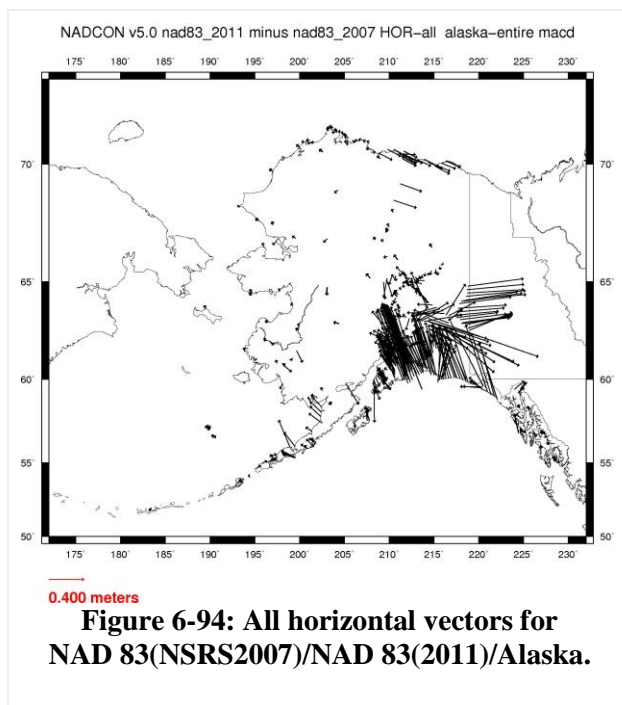 NADCON v5.0 nad83_2011 minus nad83_2007 HOR-all alaska-entire macd
175˚ 180˚ 185˚ 190˚ 195˚ 200˚ 205˚ 210˚ 215˚ 220˚ 225˚ 230˚
70˚ 70˚
65˚ 65˚
60˚ 60˚
55˚ 55˚
50˚ 50˚
175˚ 180˚ 185˚ 190˚ 195˚ 200˚ 205˚ 210˚ 215˚ 220˚ 225˚ 230˚
0.400 meters
Figure 6-94: All horizontal vectors for
NAD 83(NSRS2007)/NAD 83(2011)/Alaska.